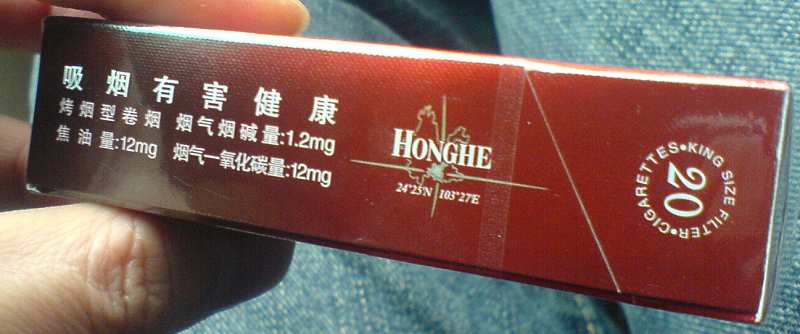 吸烟有害健康
烤烟型卷烟 烟气烟碱量:1.2mg
焦油量:12mg 烟气一氧化碳量:12mg
HONGHE
24°25'N 103°27'E
CIGARETTES•KING SIZE FILTER•
20